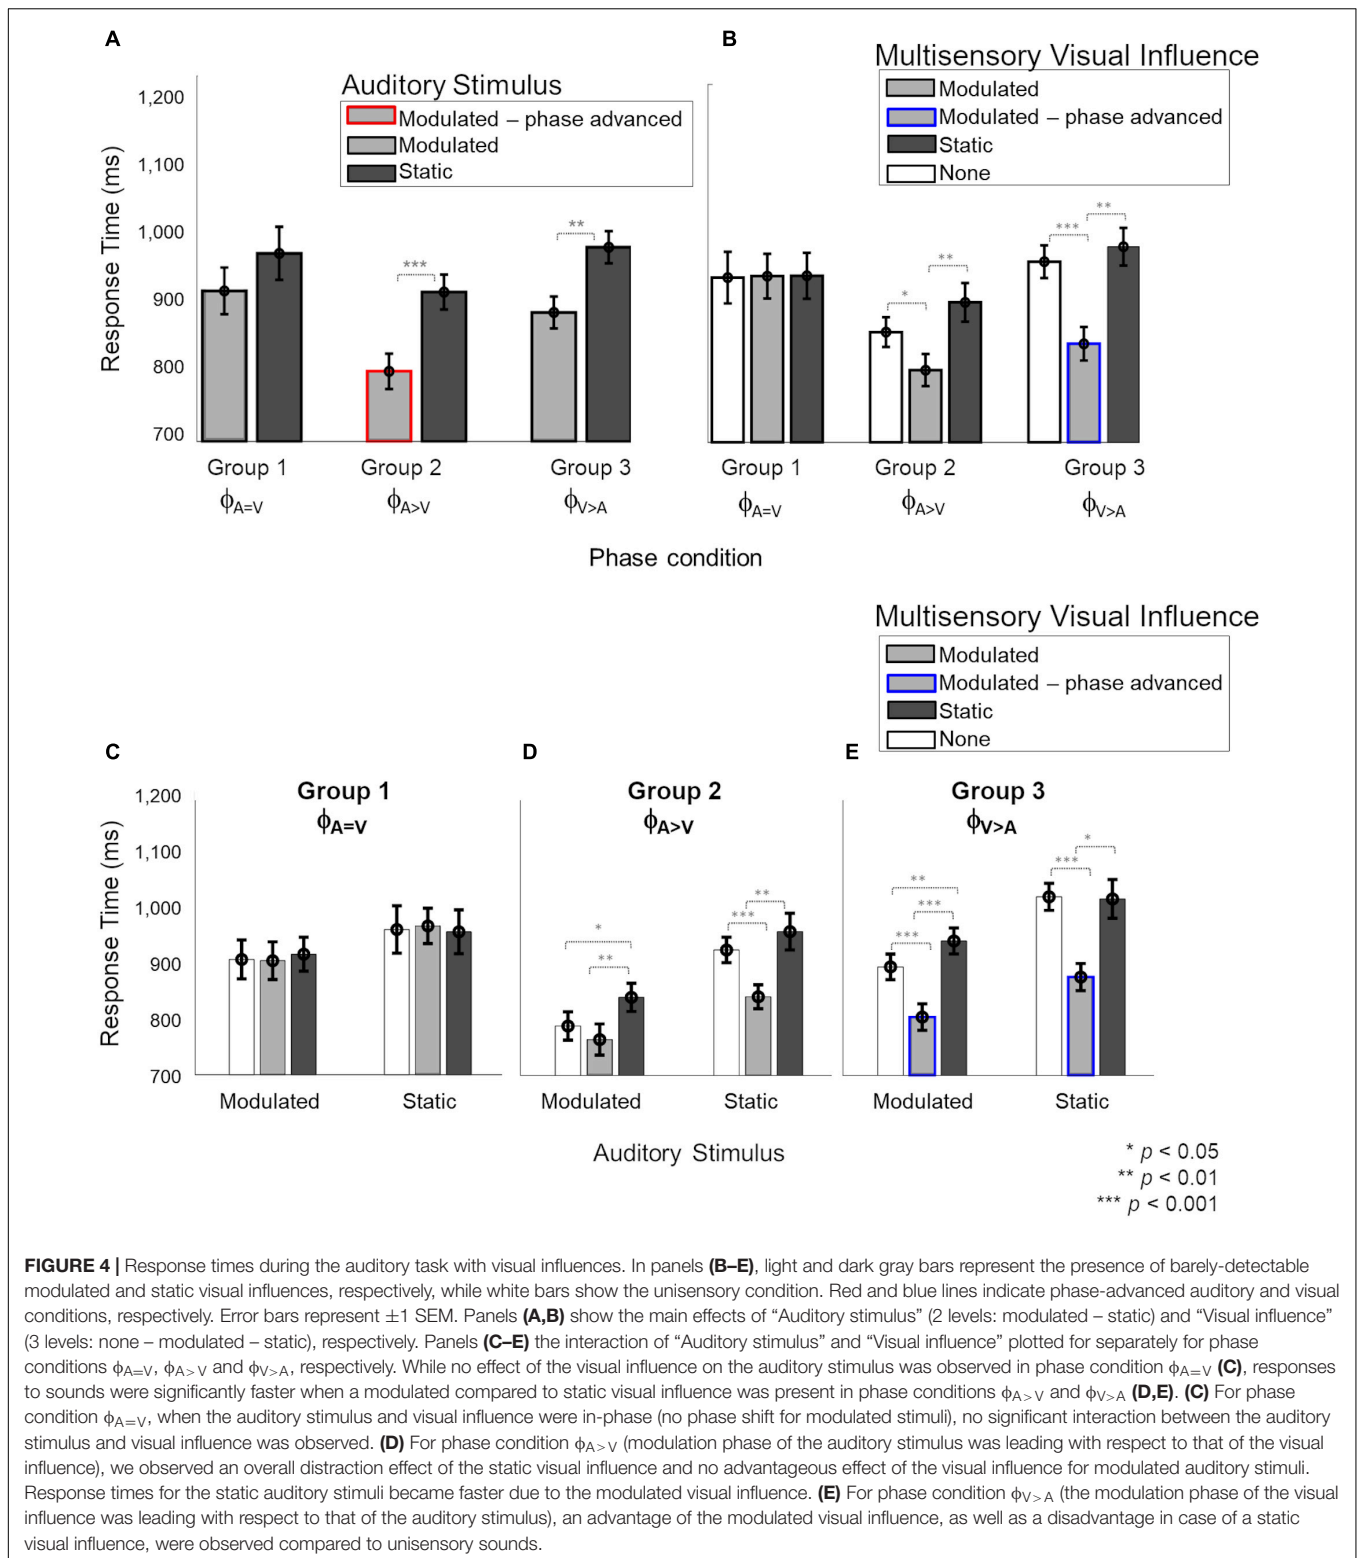 A
B
Multisensory Visual Influence
Auditory Stimulus
Modulated – phase advanced
Modulated
Static
Modulated
Modulated – phase advanced
Static
None
Response Time (ms)
1,200
1,100
1,000
900
800
700
***
**
*
**
***
**
Group 1
Group 2
Group 3
Group 1
Group 2
Group 3
ϕA=V
ϕA>V
ϕV>A
ϕA=V
ϕA>V
ϕV>A
Phase condition
Multisensory Visual Influence
Modulated
Modulated – phase advanced
Static
None
C
D
E
Group 1
ϕA=V
Group 2
ϕA>V
Group 3
ϕV>A
Response Time (ms)
1,200
1,100
1,000
900
800
700
*
**
***
**
**
***
***
***
*
Modulated
Static
Modulated
Static
Modulated
Static
Auditory Stimulus
* p < 0.05
** p < 0.01
*** p < 0.001
FIGURE 4 | Response times during the auditory task with visual influences. In panels (B–E), light and dark gray bars represent the presence of barely-detectable
modulated and static visual influences, respectively, while white bars show the unisensory condition. Red and blue lines indicate phase-advanced auditory and visual
conditions, respectively. Error bars represent ±1 SEM. Panels (A,B) show the main effects of “Auditory stimulus” (2 levels: modulated – static) and “Visual influence”
(3 levels: none – modulated – static), respectively. Panels (C–E) the interaction of “Auditory stimulus” and “Visual influence” plotted for separately for phase
conditions ϕA=V, ϕA>V and ϕV>A, respectively. While no effect of the visual influence on the auditory stimulus was observed in phase condition ϕA=V (C), responses
to sounds were significantly faster when a modulated compared to static visual influence was present in phase conditions ϕA>V and ϕV>A (D,E). (C) For phase
condition ϕA=V, when the auditory stimulus and visual influence were in-phase (no phase shift for modulated stimuli), no significant interaction between the auditory
stimulus and visual influence was observed. (D) For phase condition ϕA>V (modulation phase of the auditory stimulus was leading with respect to that of the visual
influence), we observed an overall distraction effect of the static visual influence and no advantageous effect of the visual influence for modulated auditory stimuli.
Response times for the static auditory stimuli became faster due to the modulated visual influence. (E) For phase condition ϕV>A (the modulation phase of the visual
influence was leading with respect to that of the auditory stimulus), an advantage of the modulated visual influence, as well as a disadvantage in case of a static
visual influence, were observed compared to unisensory sounds.